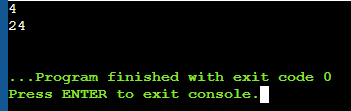 4
24
...Program finished with exit code 0
Press ENTER to exit console.